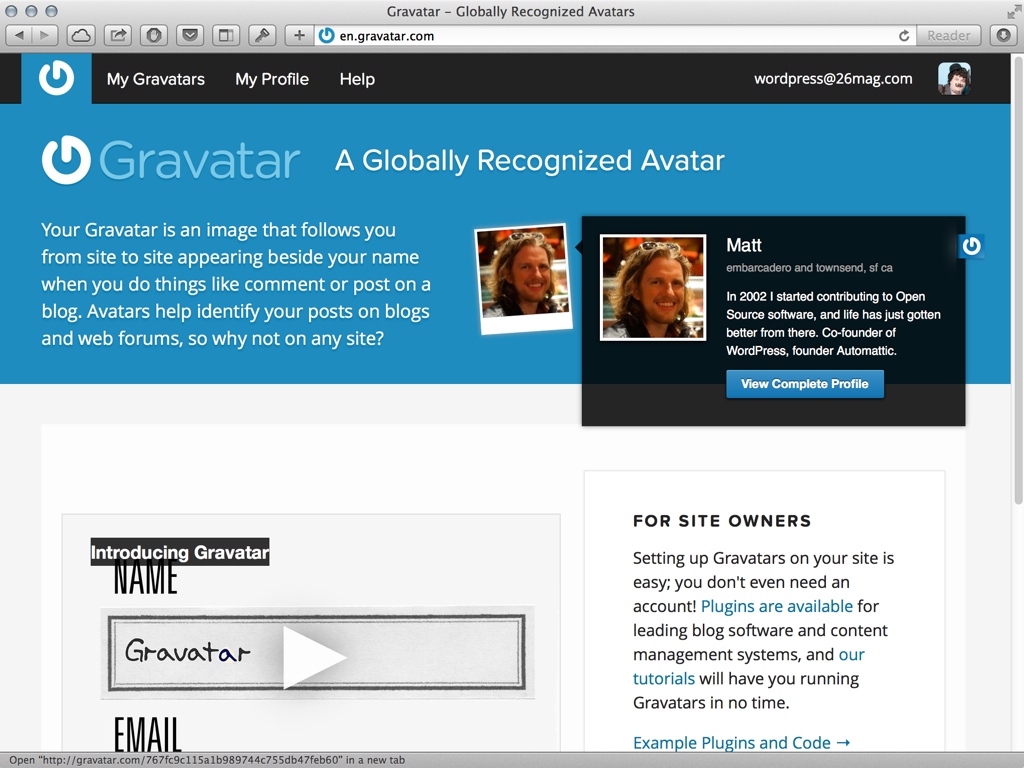 Gravatar – Globally Recognized Avatars
en.gravatar.com
Reader
My Gravatars My Profile Help
wordpress@26mag.com
Gravatar
A Globally Recognized Avatar
Your Gravatar is an image that follows you
from site to site appearing beside your name
when you do things like comment or post on a
blog. Avatars help identify your posts on blogs
and web forums, so why not on any site?
Matt
embarcadero and townsend, sf ca
In 2002 I started contributing to Open
Source software, and life has just gotten
better from there. Co-founder of
WordPress, founder Automattic.
View Complete Profile
Introducing Gravatar
NAME
Gravatar
EMAIL
FOR SITE OWNERS
Setting up Gravatars on your site is
easy; you don't even need an
account! Plugins are available for
leading blog software and content
management systems, and our
tutorials will have you running
Gravatars in no time.
Example Plugins and Code →
Open "http://gravatar.com/767fc9c115a1b989744c755db47feb60" in a new tab